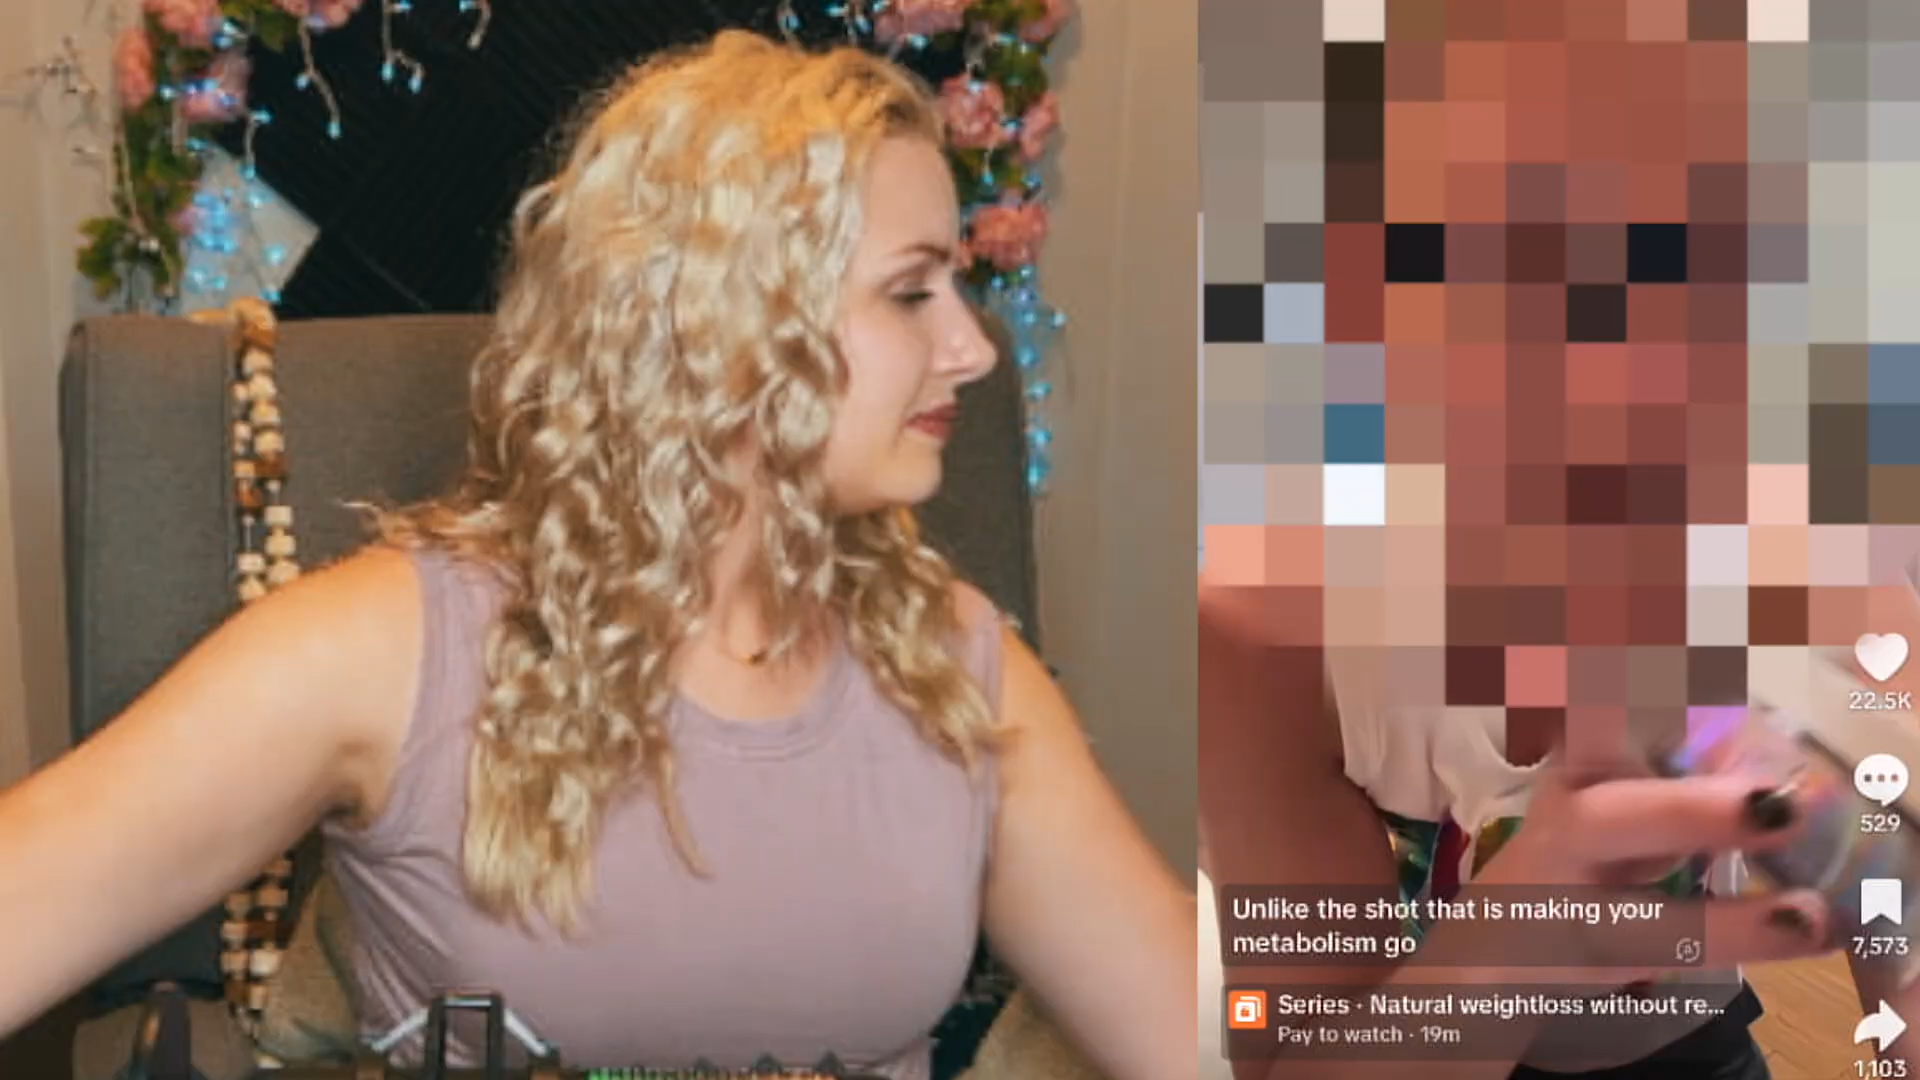 22.5K
529
Unlike the shot that is making your
metabolism go
7,573
Series · Natural weightloss without re...
Pay to watch · 19m
1,103